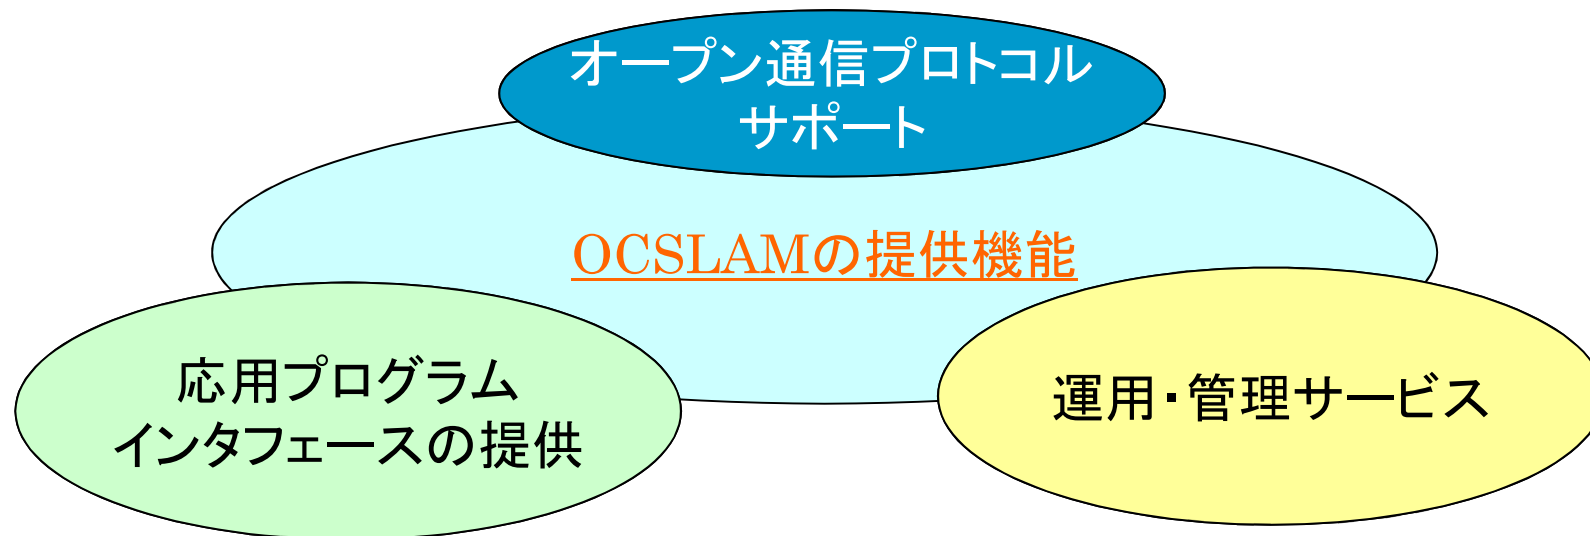 オープン通信プロトコル
サポート
OCSLAMの提供機能
応用プログラム
インタフェースの提供
運用・管理サービス